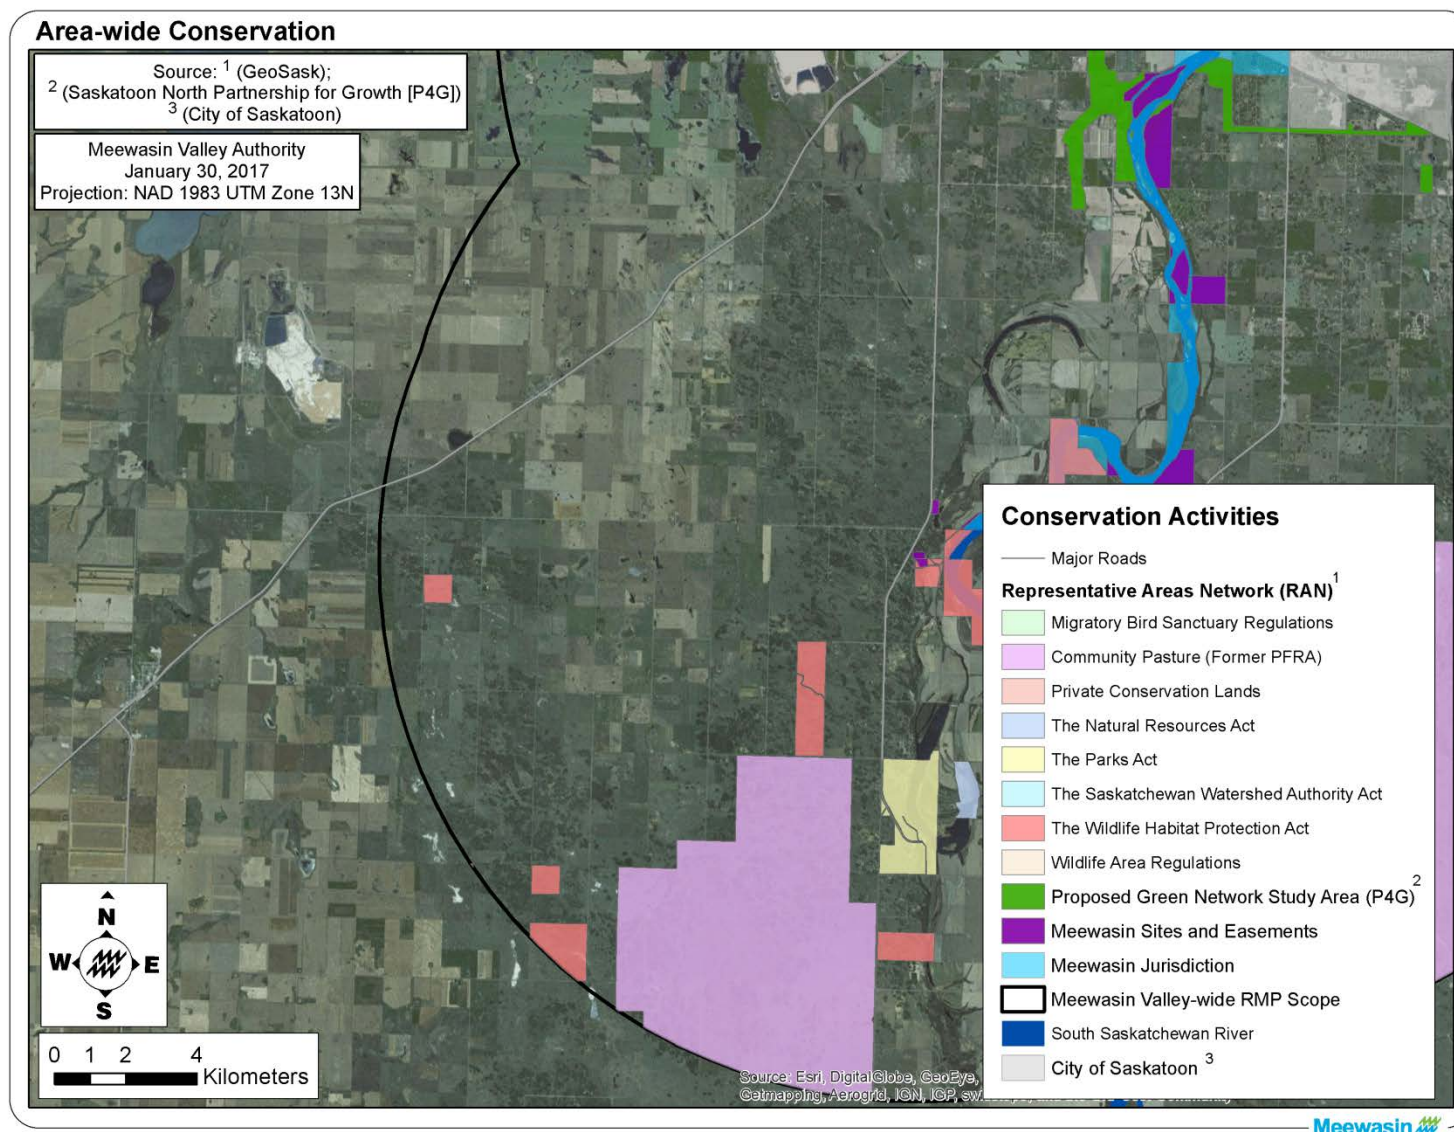 Area-wide Conservation
Source: 1 (GeoSask);
2 (Saskatoon North Partnership for Growth [P4G])
3 (City of Saskatoon)
Meewasin Valley Authority
January 30, 2017
Projection: NAD 1983 UTM Zone 13N
Conservation Activities
Major Roads
Representative Areas Network (RAN)1
Migratory Bird Sanctuary Regulations
Community Pasture (Former PFRA)
Private Conservation Lands
The Natural Resources Act
The Parks Act
The Saskatchewan Watershed Authority Act
The Wildlife Habitat Protection Act
Wildlife Area Regulations
Proposed Green Network Study Area (P4G)2
Meewasin Sites and Easements
Meewasin Jurisdiction
Meewasin Valley-wide RMP Scope
South Saskatchewan River
City of Saskatoon 3
N
W E
S
0 1 2 4
Kilometers
Source: Esri, DigitalGlobe, GeoEye,
Getmapping, Aerogrid, IGN, IGP,
Meewasin